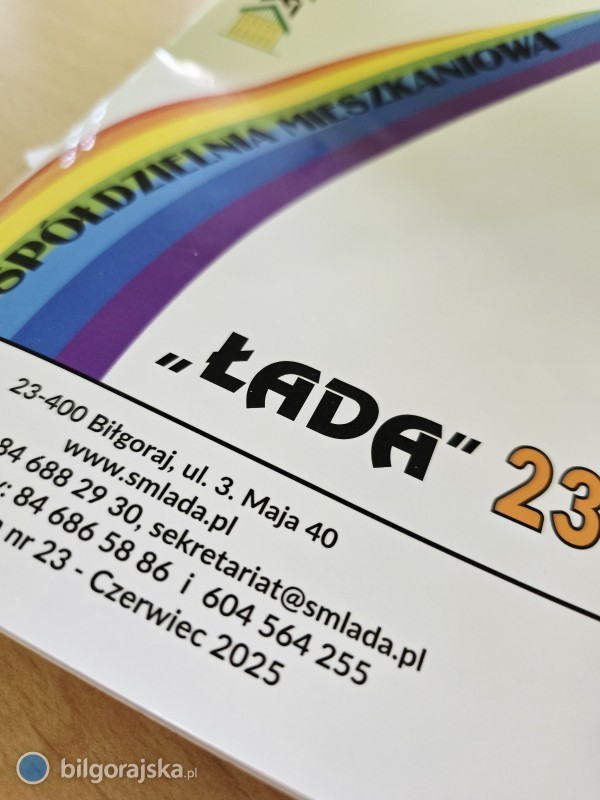 SPÓŁDZIELNIA MIESZKANIOWA
„ŁADA” 23
23-400 Biłgoraj, ul. 3. Maja 40
www.smlada.pl
84 688 29 30, sekretariat@smlada.pl
: 84 686 58 86 i 604 564 255
nr 23 - Czerwiec 2025
bilgorajska.pl